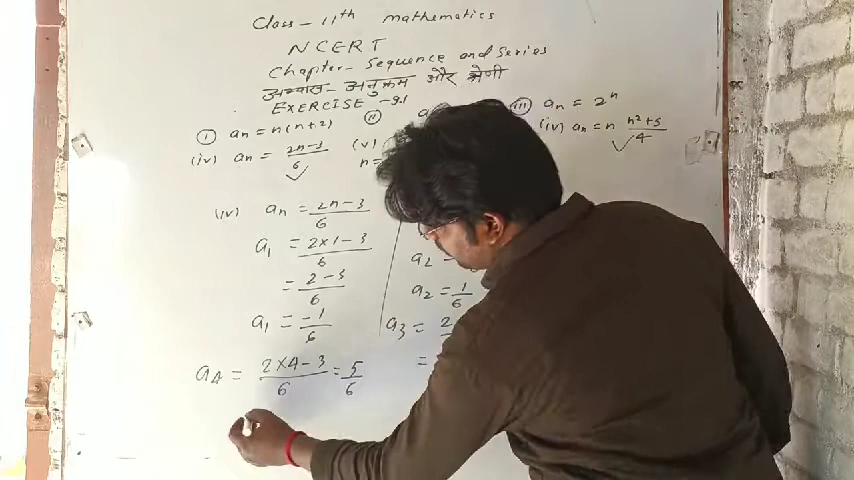 Class - 11th mathematics
NCERT
Chapter - Sequence and Series
अध्याय - अनुक्रम और श्रेणी
EXERCISE - 9.1
(i) an = n(n+2) (ii) a (iii) an = 2^n
(iv) an = (2n-3)/6 ✓ (v) n= (iv) an = n (n²+5)/4 ✓
(iv) an = (2n-3)/6
a1 = (2×1-3)/6
= (2-3)/6
a1 = -1/6
a4 = (2×4-3)/6 = 5/6
a2 =
a2 = 1/6
a3 = 2
=